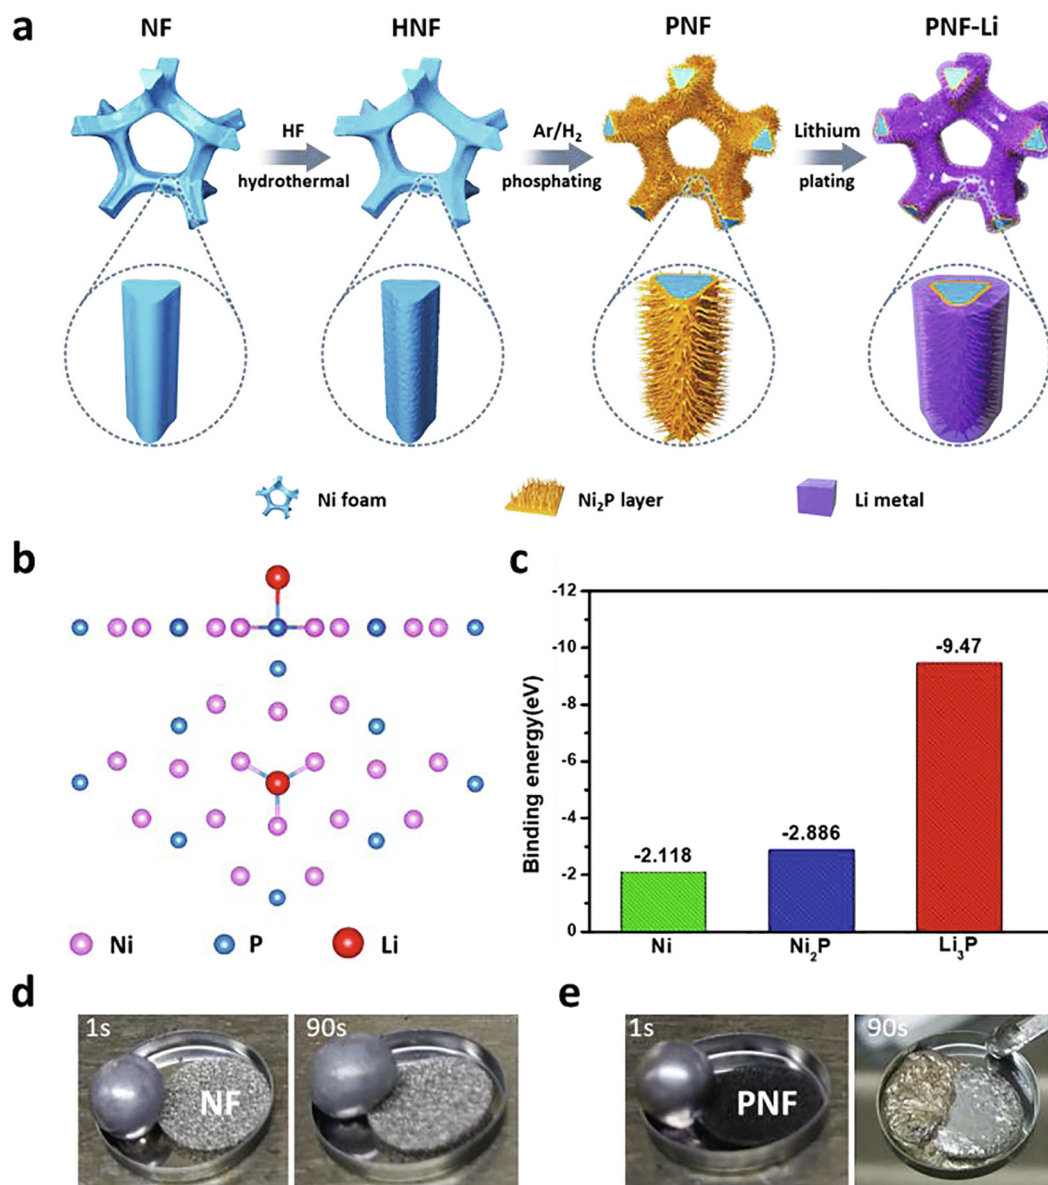 a
NF
HNF
PNF
PNF-Li
HF
hydrothermal
Ar/H₂
phosphating
Lithium
plating
Ni foam
Ni₂P layer
Li metal
b
Ni
P
Li
c
Binding energy(eV)
-12
-10
-8
-6
-4
-2
0
-2.118
-2.886
-9.47
Ni
Ni₂P
Li₃P
d
1s
NF
90s
e
1s
PNF
90s